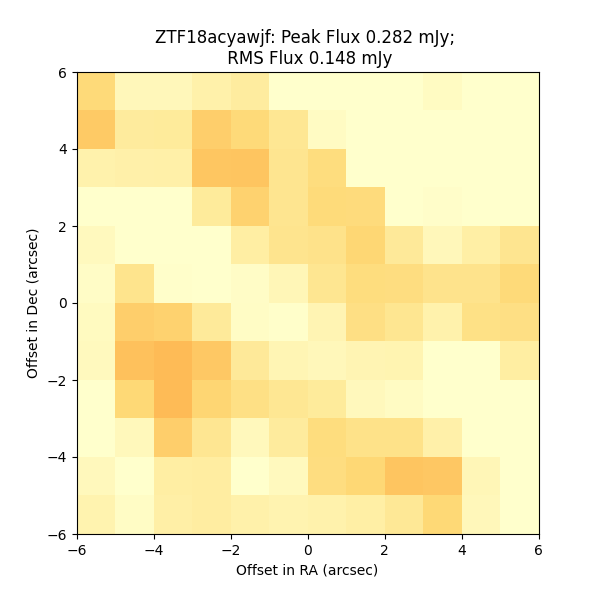 ZTF18acyawjf: Peak Flux 0.282 mJy;
RMS Flux 0.148 mJy
6
4
2
0
−2
−4
−6
Offset in Dec (arcsec)
−6 −4 −2 0 2 4 6
Offset in RA (arcsec)